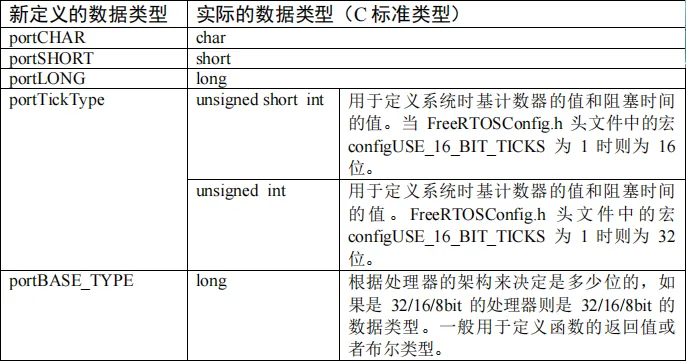 新定义的数据类型 实际的数据类型（C 标准类型）
portCHAR char
portSHORT short
portLONG long
portTickType unsigned short int 用于定义系统时基计数器的值和阻塞时间
的值。当 FreeRTOSConfig.h 头文件中的宏
configUSE_16_BIT_TICKS 为 1 时则为 16
位。
unsigned int 用于定义系统时基计数器的值和阻塞时间
的值。FreeRTOSConfig.h 头文件中的宏
configUSE_16_BIT_TICKS 为 1 时则为 32
位。
portBASE_TYPE long 根据处理器的架构来决定是多少位的，如
果是 32/16/8bit 的处理器则是 32/16/8bit 的
数据类型。一般用于定义函数的返回值或
者布尔类型。